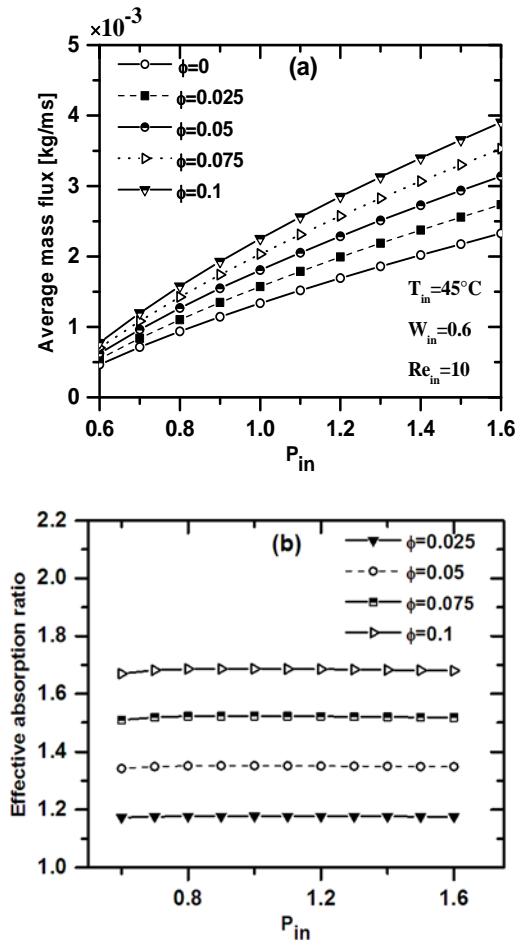 ×10⁻³
5
4
3
2
1
0
Average mass flux [kg/ms]
(a)
ϕ=0
ϕ=0.025
ϕ=0.05
ϕ=0.075
ϕ=0.1
T_in=45°C
W_in=0.6
Re_in=10
0.6 0.8 1.0 1.2 1.4 1.6
P_in
2.2
2.0
1.8
1.6
1.4
1.2
1.0
Effective absorption ratio
(b)
ϕ=0.025
ϕ=0.05
ϕ=0.075
ϕ=0.1
0.8 1.2 1.6
P_in